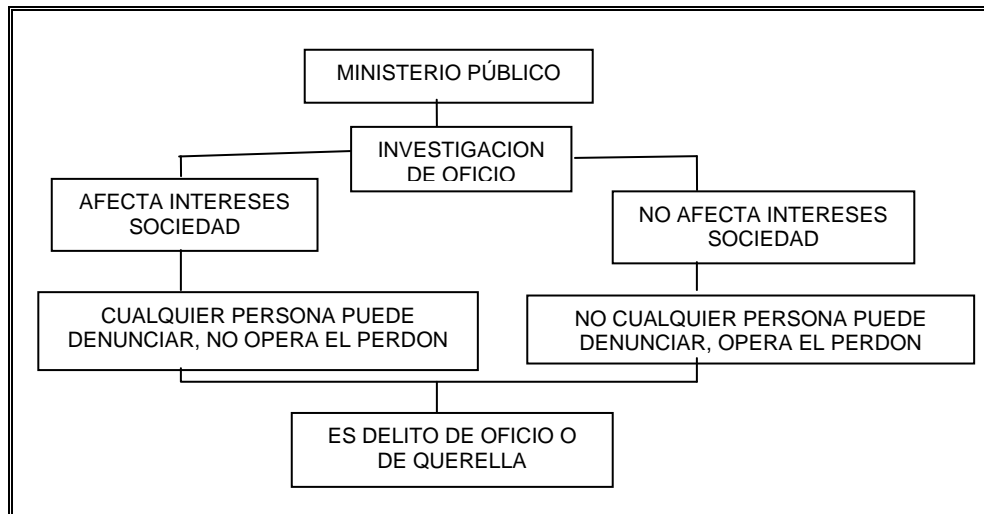 MINISTERIO PÚBLICO
INVESTIGACION
DE OFICIO
AFECTA INTERESES
SOCIEDAD
NO AFECTA INTERESES
SOCIEDAD
CUALQUIER PERSONA PUEDE
DENUNCIAR, NO OPERA EL PERDON
NO CUALQUIER PERSONA PUEDE
DENUNCIAR, OPERA EL PERDON
ES DELITO DE OFICIO O
DE QUERELLA